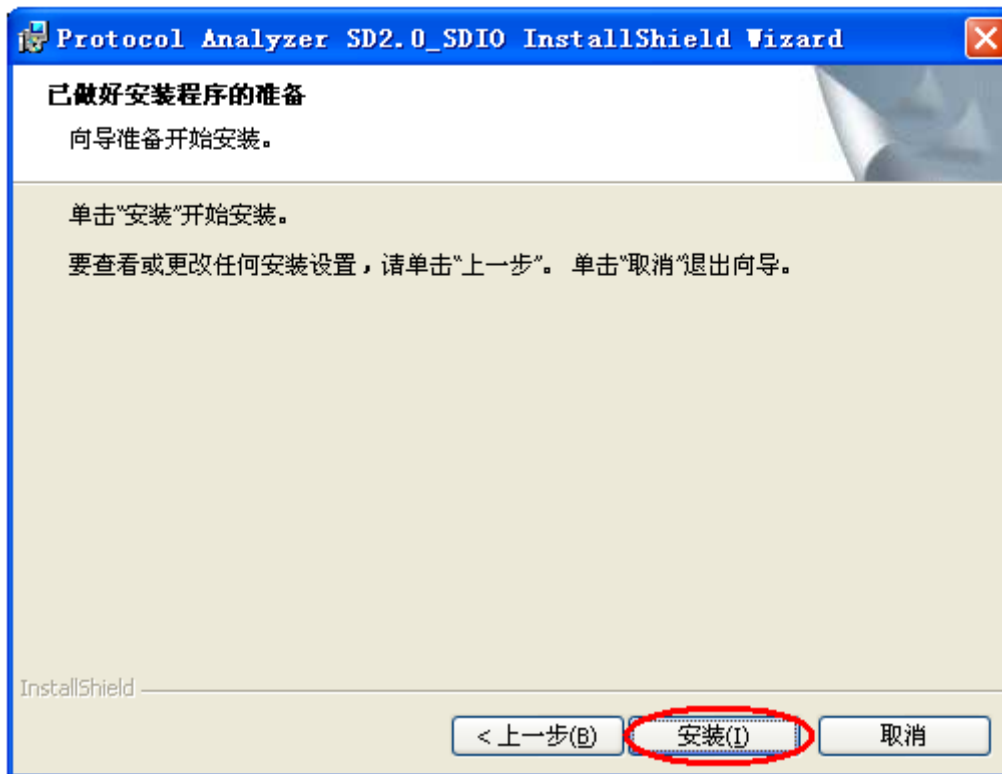 Protocol Analyzer SD2.0_SDIO InstallShield Wizard
已做好安装程序的准备
向导准备开始安装。
单击“安装”开始安装。
要查看或更改任何安装设置，请单击“上一步”。 单击“取消”退出向导。
InstallShield
< 上一步(B)
安装(I)
取消